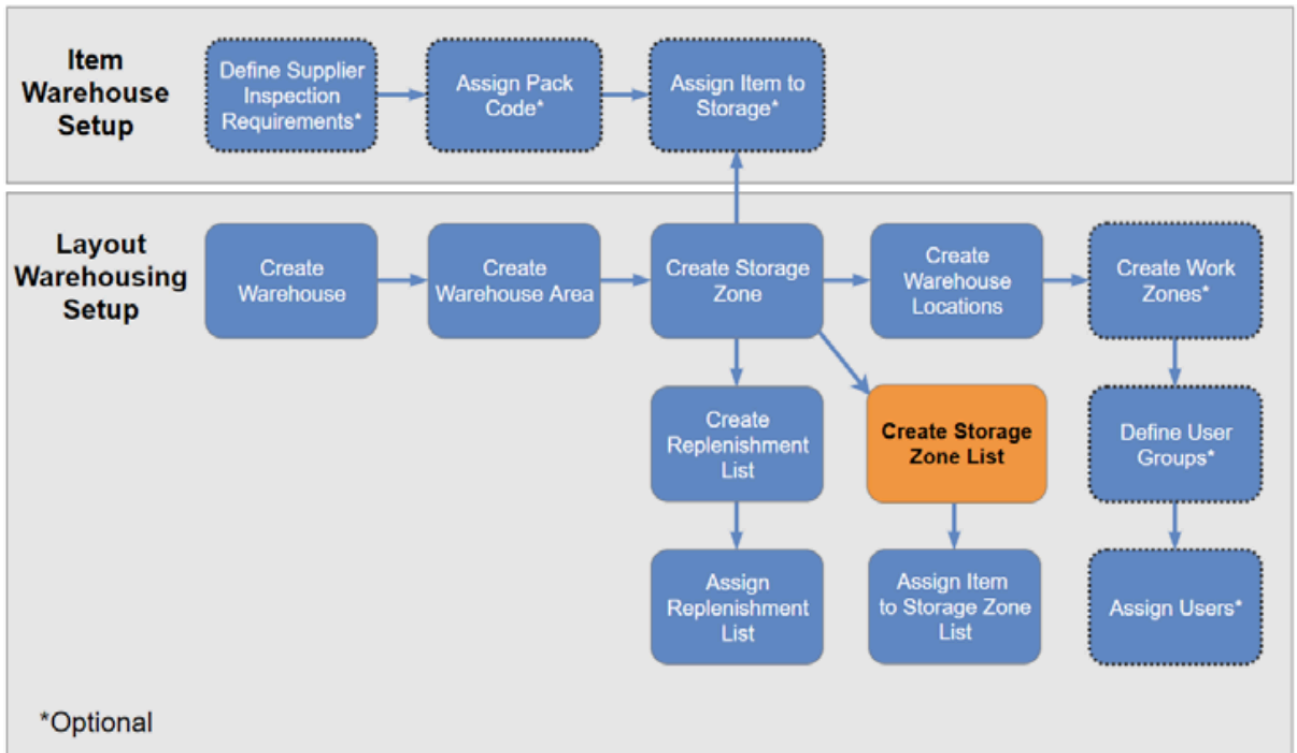 Item
Warehouse
Setup
Define Supplier
Inspection
Requirements*
Assign Pack
Code*
Assign Item to
Storage*
Layout
Warehousing
Setup
Create
Warehouse
Create
Warehouse Area
Create Storage
Zone
Create
Warehouse
Locations
Create Work
Zones*
Create
Replenishment
List
Create Storage
Zone List
Define User
Groups*
Assign
Replenishment
List
Assign Item
to Storage Zone
List
Assign Users*
*Optional